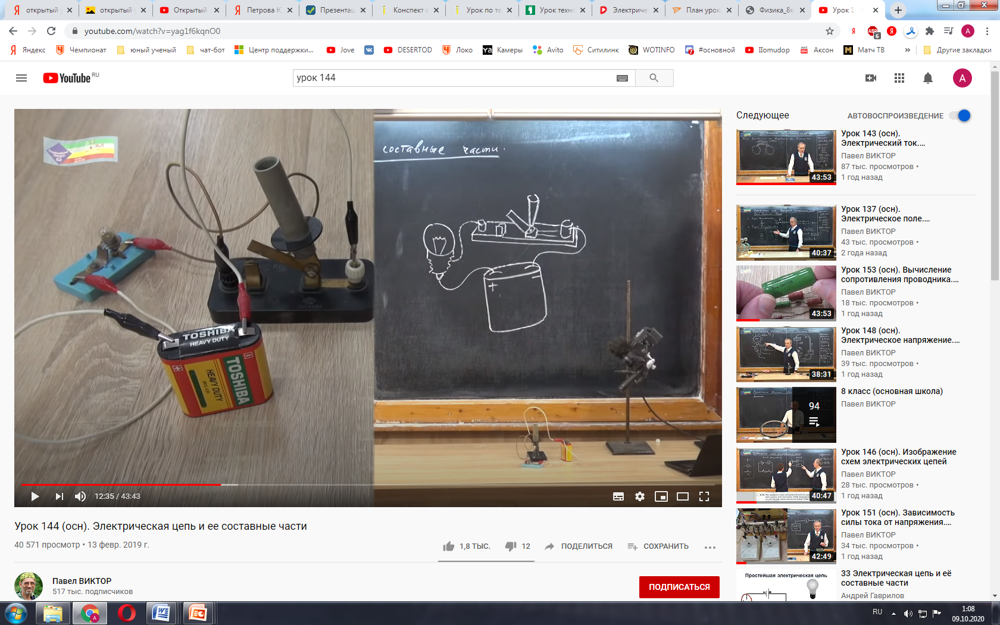 открытый
открытый
Открытый
Петрова Ю
Презентац
Конспект
Урок по те
Урок техно
Электриче
План урок
Физика_8к
Урок 1
youtube.com/watch?v=yag1f6kqnO0
Яндекс
Чемпионат
юный ученый
чат-бот
Центр поддержки...
Jove
DESERTOD
Локо
Камеры
Avito
Ситилинк
WOTINFO
#основной
IIomudop
Аксон
Матч ТВ
»
Другие закладки
YouTube RU
урок 144
A
составные части.
+
−
TOSHIBA
HEAVY DUTY
TOSHIBA
HEAVY DUTY
12:35 / 43:43
Урок 144 (осн). Электрическая цепь и ее составные части
40 571 просмотр • 13 февр. 2019 г.
1,8 ТЫС.
12
ПОДЕЛИТЬСЯ
СОХРАНИТЬ
Павел ВИКТОР
517 тыс. подписчиков
ПОДПИСАТЬСЯ
Следующее
АВТОВОСПРОИЗВЕДЕНИЕ
Урок 143 (осн).
Электрический ток....
Павел ВИКТОР
87 тыс. просмотров •
1 год назад
43:53
Урок 137 (осн).
Электрическое поле....
Павел ВИКТОР
43 тыс. просмотров •
2 года назад
40:37
Урок 153 (осн). Вычисление
сопротивления проводника....
Павел ВИКТОР
18 тыс. просмотров •
1 год назад
43:53
Урок 148 (осн).
Электрическое напряжение....
Павел ВИКТОР
39 тыс. просмотров •
1 год назад
38:31
8 класс (основная школа)
Павел ВИКТОР
94
Урок 146 (осн). Изображение
схем электрических цепей
Павел ВИКТОР
28 тыс. просмотров •
1 год назад
40:47
Урок 151 (осн). Зависимость
силы тока от напряжения....
Павел ВИКТОР
34 тыс. просмотров •
1 год назад
42:49
Простейшая электрическая цепь
33 Электрическая цепь и её
составные части
Андрей Гаврилов
RU
1:08
09.10.2020